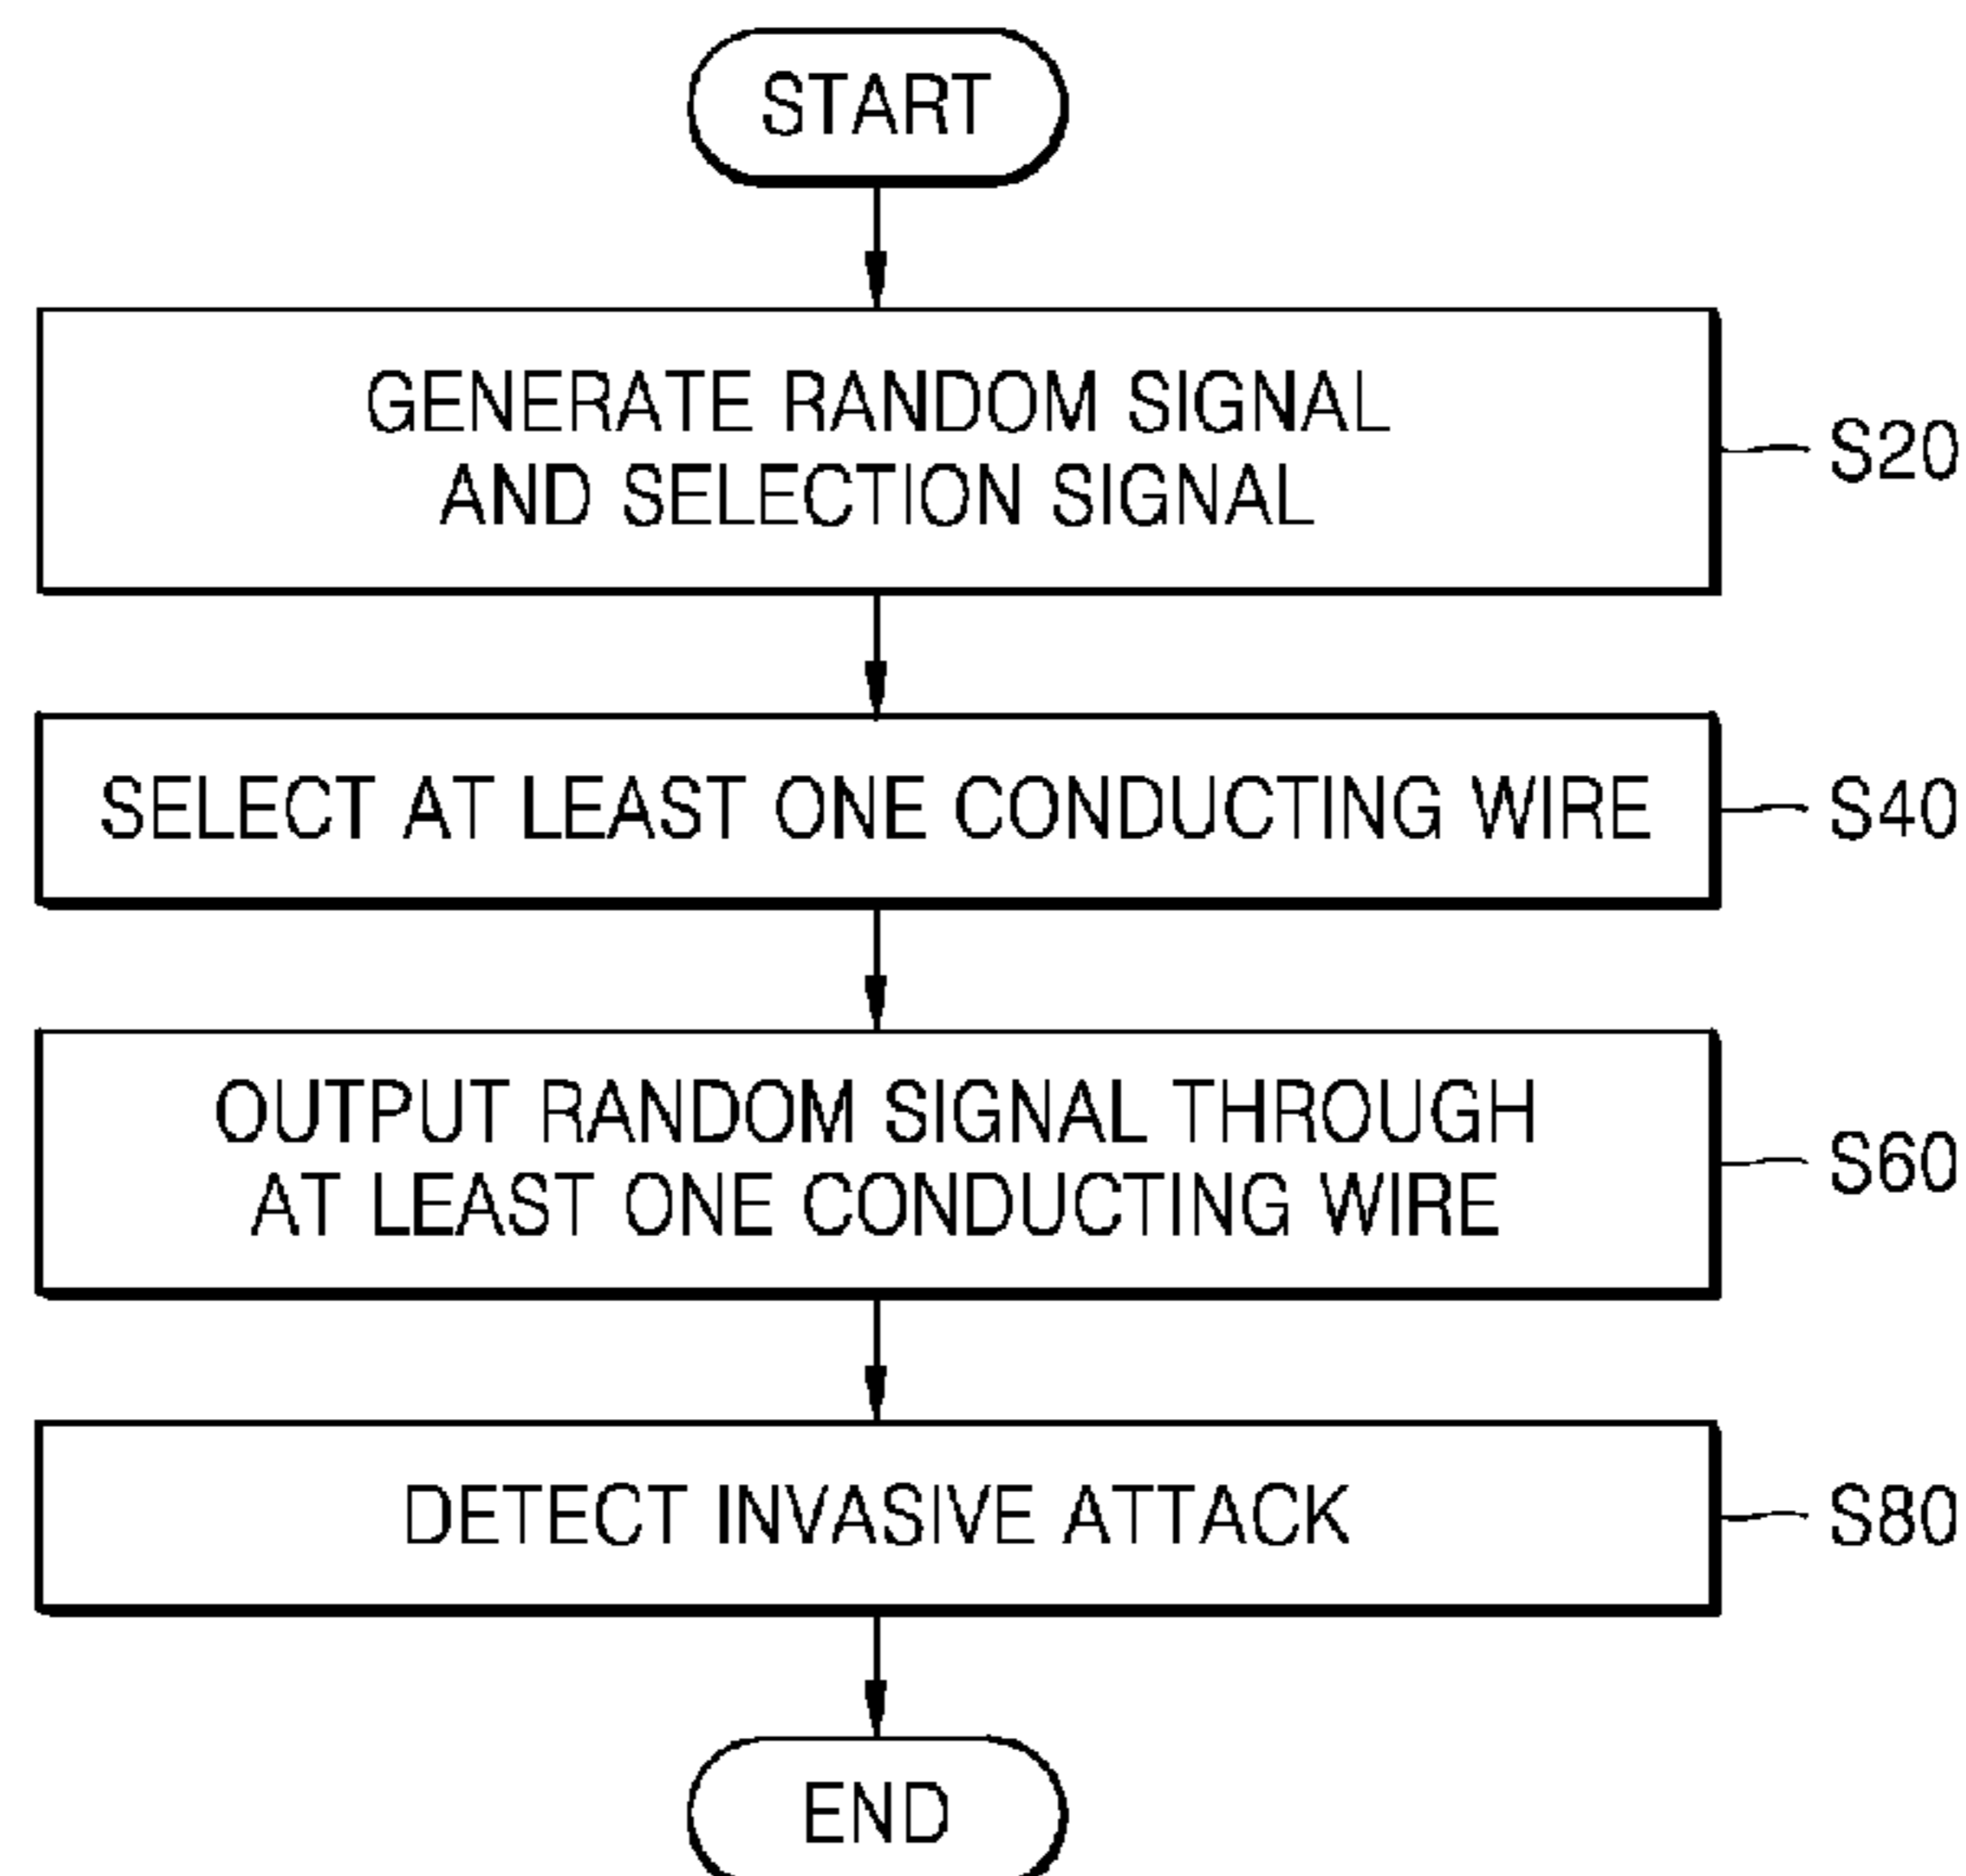 START
GENERATE RANDOM SIGNAL
AND SELECTION SIGNAL
S20
SELECT AT LEAST ONE CONDUCTING WIRE
S40
OUTPUT RANDOM SIGNAL THROUGH
AT LEAST ONE CONDUCTING WIRE
S60
DETECT INVASIVE ATTACK
S80
END